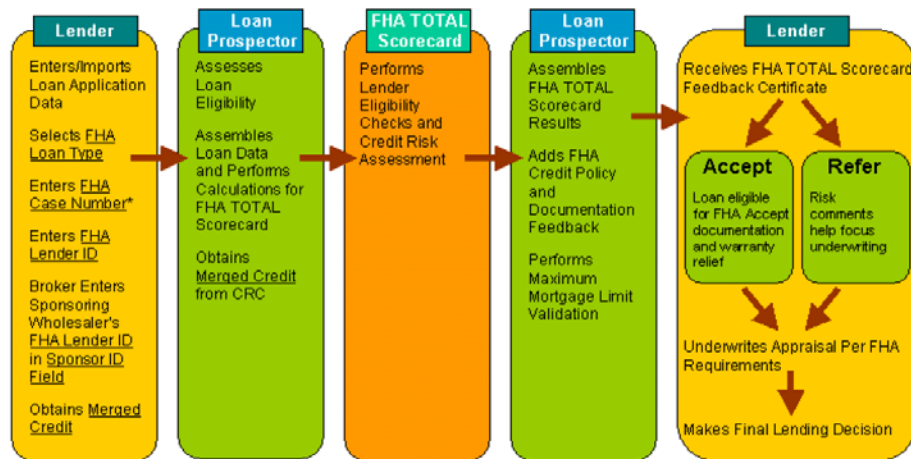 Lender
Enters/Imports
Loan Application
Data
Selects FHA
Loan Type
Enters FHA
Case Number*
Enters FHA
Lender ID
Broker Enters
Sponsoring
Wholesaler's
FHA Lender ID
in Sponsor ID
Field
Obtains Merged
Credit
Loan
Prospector
Assesses
Loan
Eligibility
Assembles
Loan Data
and Performs
Calculations for
FHA TOTAL
Scorecard
Obtains
Merged Credit
from CRC
FHA TOTAL
Scorecard
Performs
Lender
Eligibility
Checks and
Credit Risk
Assessment
Loan
Prospector
Assembles
FHA TOTAL
Scorecard
Results
Adds FHA
Credit Policy
and
Documentation
Feedback
Performs
Maximum
Mortgage Limit
Validation
Lender
Receives FHA TOTAL Scorecard
Feedback Certificate
Accept
Loan eligible
for FHA Accept
documentation
and warranty
relief
Refer
Risk
comments
help focus
underwriting
Underwrites Appraisal Per FHA
Requirements
Makes Final Lending Decision